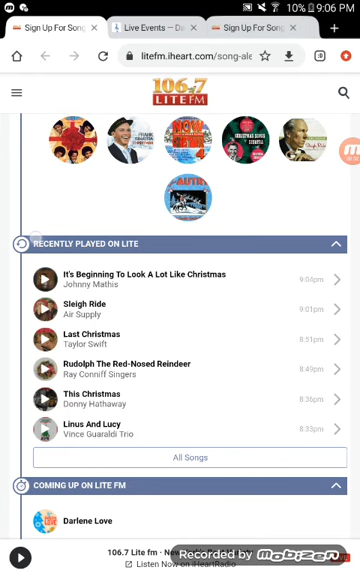 10% 9:06 PM
Sign Up For Song
Live Events — Da
Sign Up For Song
litefm.iheart.com/song-ale
106.7
LITE FM
RECENTLY PLAYED ON LITE
It's Beginning To Look A Lot Like Christmas
Johnny Mathis
9:04pm
Sleigh Ride
Air Supply
9:01pm
Last Christmas
Taylor Swift
8:51pm
Rudolph The Red-Nosed Reindeer
Ray Conniff Singers
8:49pm
This Christmas
Donny Hathaway
8:36pm
Linus And Lucy
Vince Guaraldi Trio
8:33pm
All Songs
COMING UP ON LITE FM
Darlene Love
106.7 Lite fm
Listen Now on iHeartRadio
Recorded by mobizen